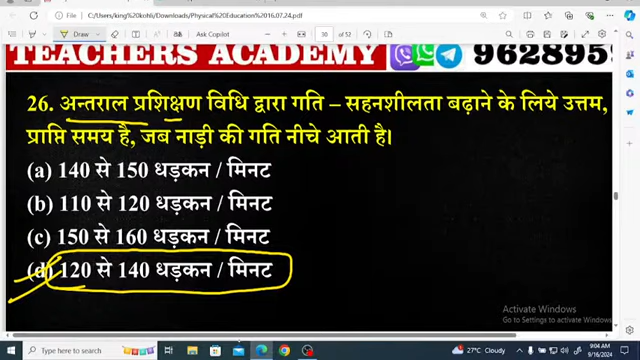 File
C:/Users/king%20kohli/Downloads/Physical%20Education%2016.07.24.pdf
Draw
Ask Copilot
30 of 52
TEACHERS ACADEMY 9628959
26. अन्तराल प्रशिक्षण विधि द्वारा गति – सहनशीलता बढ़ाने के लिये उत्तम,
प्राप्ति समय है, जब नाड़ी की गति नीचे आती है।
(a) 140 से 150 धड़कन / मिनट
(b) 110 से 120 धड़कन / मिनट
(c) 150 से 160 धड़कन / मिनट
(d) 120 से 140 धड़कन / मिनट
Activate Windows
Go to Settings to activate Windows.
Type here to search
27°C Cloudy
9:04 AM
9/16/2024